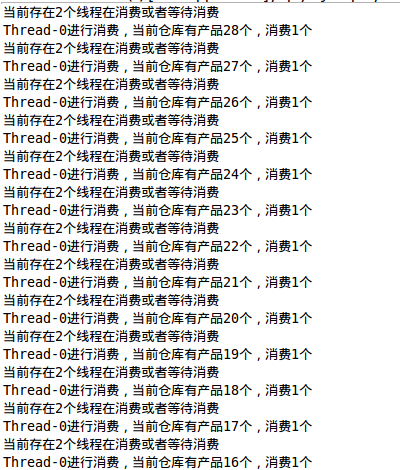 当前存在2个线程在消费或者等待消费
Thread-0进行消费，当前仓库有产品28个，消费1个
当前存在2个线程在消费或者等待消费
Thread-0进行消费，当前仓库有产品27个，消费1个
当前存在2个线程在消费或者等待消费
Thread-0进行消费，当前仓库有产品26个，消费1个
当前存在2个线程在消费或者等待消费
Thread-0进行消费，当前仓库有产品25个，消费1个
当前存在2个线程在消费或者等待消费
Thread-0进行消费，当前仓库有产品24个，消费1个
当前存在2个线程在消费或者等待消费
Thread-0进行消费，当前仓库有产品23个，消费1个
当前存在2个线程在消费或者等待消费
Thread-0进行消费，当前仓库有产品22个，消费1个
当前存在2个线程在消费或者等待消费
Thread-0进行消费，当前仓库有产品21个，消费1个
当前存在2个线程在消费或者等待消费
Thread-0进行消费，当前仓库有产品20个，消费1个
当前存在2个线程在消费或者等待消费
Thread-0进行消费，当前仓库有产品19个，消费1个
当前存在2个线程在消费或者等待消费
Thread-0进行消费，当前仓库有产品18个，消费1个
当前存在2个线程在消费或者等待消费
Thread-0进行消费，当前仓库有产品17个，消费1个
当前存在2个线程在消费或者等待消费
Thread-0进行消费，当前仓库有产品16个，消费1个